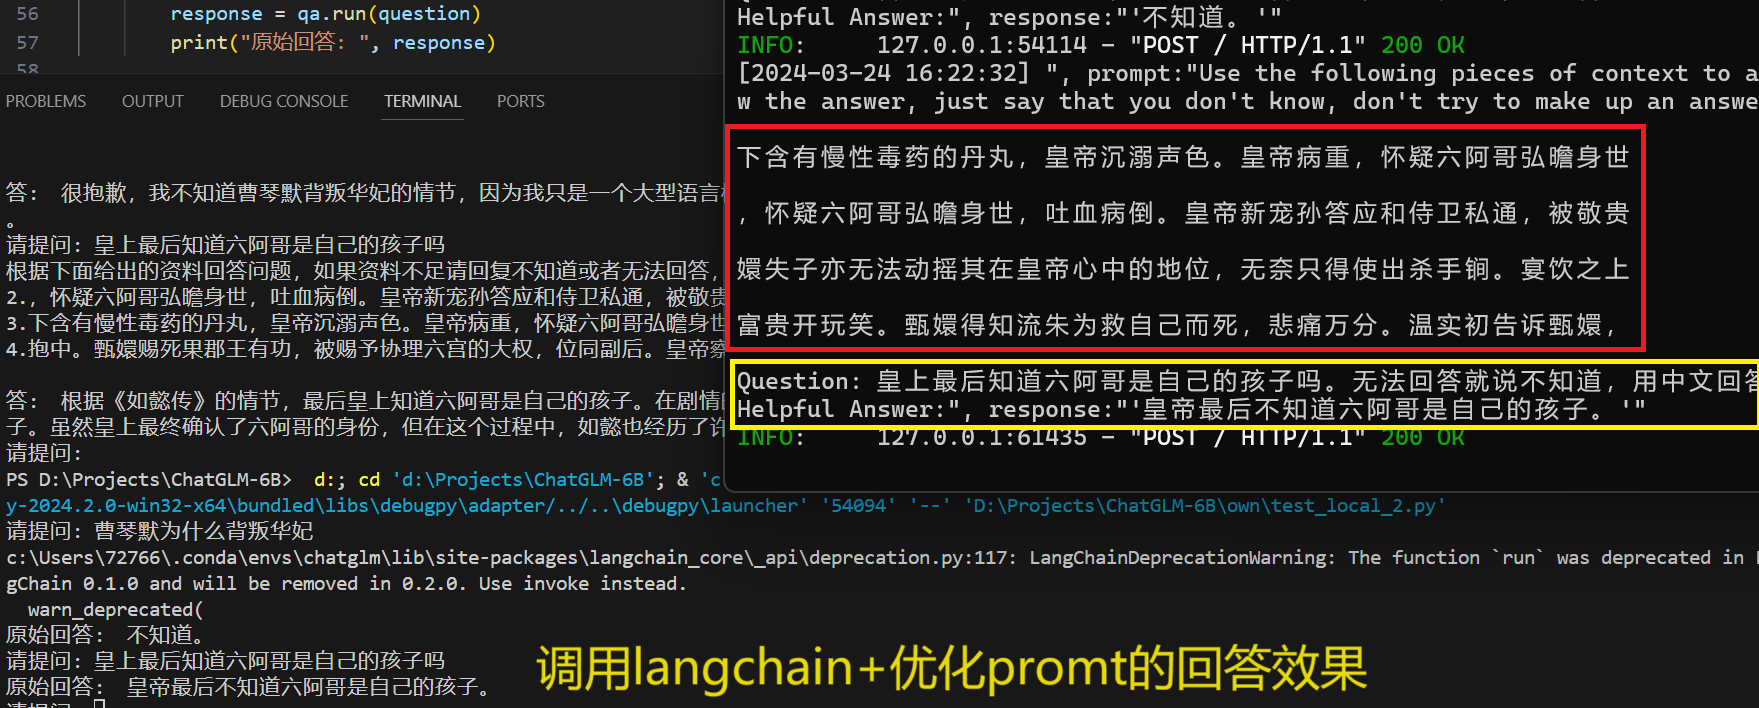 56 response = qa.run(question)
57 print("原始回答: ", response)
58
PROBLEMS OUTPUT DEBUG CONSOLE TERMINAL PORTS
答: 很抱歉，我不知道曹琴默背叛华妃的情节，因为我只是一个大型语言
。
请提问: 皇上最后知道六阿哥是自己的孩子吗
根据下面给出的资料回答问题，如果资料不足请回复不知道或者无法回答，
2.，怀疑六阿哥弘曕身世，吐血病倒。皇帝新宠孙答应和侍卫私通，被敬贵
3.下含有慢性毒药的丹丸，皇帝沉溺声色。皇帝病重，怀疑六阿哥弘曕身世
4.抱中。甄嬛赐死果郡王有功，被赐予协理六宫的大权，位同副后。皇帝察
答: 根据《如懿传》的情节，最后皇上知道六阿哥是自己的孩子。在剧情的
子。虽然皇上最终确认了六阿哥的身份，但在这个过程中，如懿也经历了许
请提问:
PS D:\Projects\ChatGLM-6B> d:; cd 'd:\Projects\ChatGLM-6B'; & 'c
y-2024.2.0-win32-x64\bundled\libs\debugpy\adapter/../..\debugpy\launcher' '54094' '--' 'D:\Projects\ChatGLM-6B\own\test_local_2.py'
请提问: 曹琴默为什么背叛华妃
c:\Users\72766\.conda\envs\chatglm\lib\site-packages\langchain_core\_api\deprecation.py:117: LangChainDeprecationWarning: The function `run` was deprecated in
gChain 0.1.0 and will be removed in 0.2.0. Use invoke instead.
warn_deprecated(
原始回答: 不知道。
请提问: 皇上最后知道六阿哥是自己的孩子吗
原始回答: 皇帝最后不知道六阿哥是自己的孩子。
请提问:
Helpful Answer:", response:"'不知道。'"
INFO: 127.0.0.1:54114 - "POST / HTTP/1.1" 200 OK
[2024-03-24 16:22:32] ", prompt:"Use the following pieces of context to a
w the answer, just say that you don't know, don't try to make up an answe
下含有慢性毒药的丹丸，皇帝沉溺声色。皇帝病重，怀疑六阿哥弘曕身世
，怀疑六阿哥弘曕身世，吐血病倒。皇帝新宠孙答应和侍卫私通，被敬贵
嬛失子亦无法动摇其在皇帝心中的地位，无奈只得使出杀手锏。宴饮之上
富贵开玩笑。甄嬛得知流朱为救自己而死，悲痛万分。温实初告诉甄嬛，
Question: 皇上最后知道六阿哥是自己的孩子吗。无法回答就说不知道，用中文回答
Helpful Answer:", response:"'皇帝最后不知道六阿哥是自己的孩子。'"
INFO: 127.0.0.1:61435 - "POST / HTTP/1.1" 200 OK
调用langchain+优化promt的回答效果